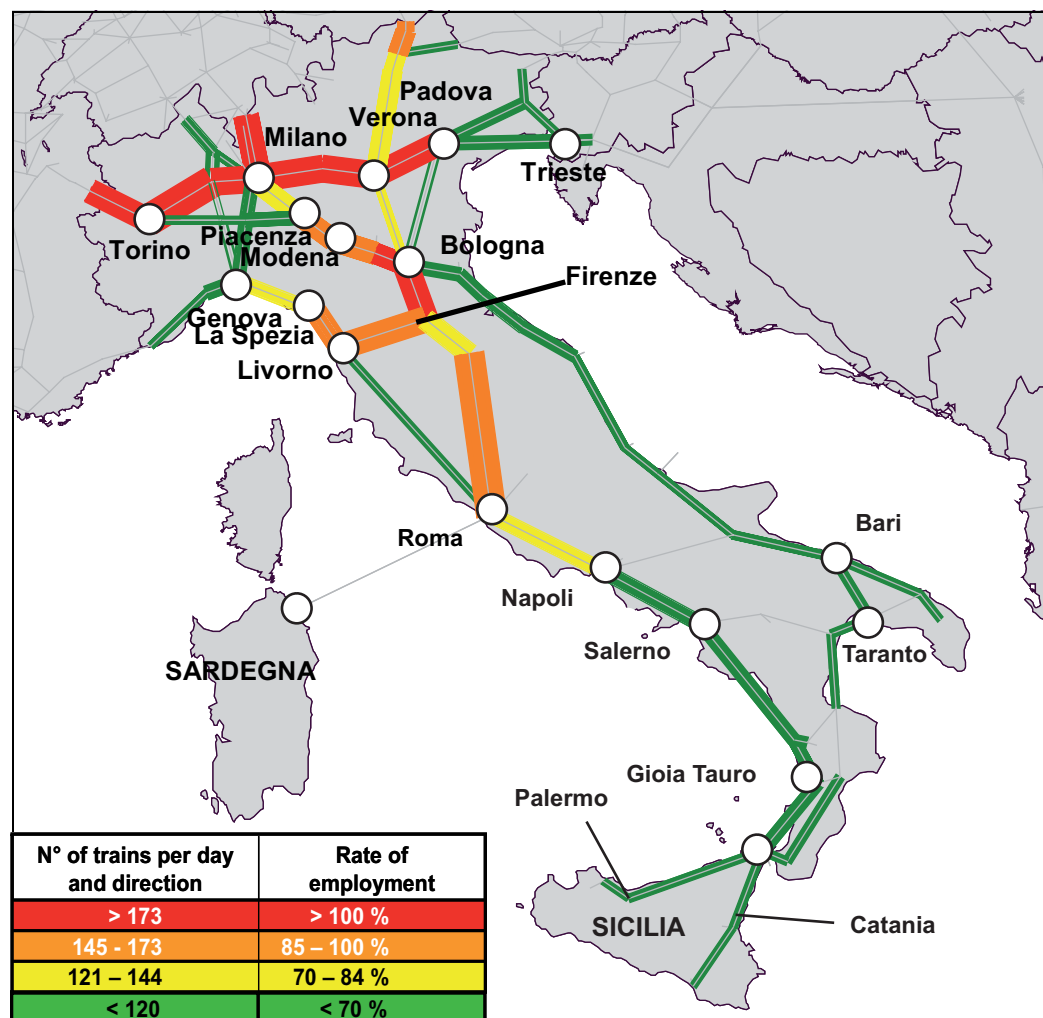 Padova
Milano
Verona
Trieste
Torino
Piacenza
Modena
Bologna
Firenze
Genova
La Spezia
Livorno
Roma
Bari
Napoli
Salerno
Taranto
SARDEGNA
Gioia Tauro
Palermo
SICILIA
Catania
N° of trains per day
and direction
Rate of
employment
> 173
> 100 %
145 - 173
85 – 100 %
121 – 144
70 – 84 %
< 120
< 70 %